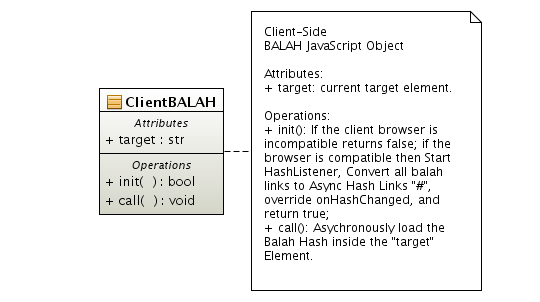 ClientBALAH
Attributes
+ target : str
Operations
+ init(  ) : bool
+ call(  ) : void
Client-Side
BALAH JavaScript Object
Attributes:
+ target: current target element.
Operations:
+ init(): If the client browser is
incompatible returns false; if the
browser is compatible then Start
HashListener, Convert all balah
links to Async Hash Links "#",
override onHashChanged, and
return true;
+ call(): Asychronously load the
Balah Hash inside the "target"
Element.